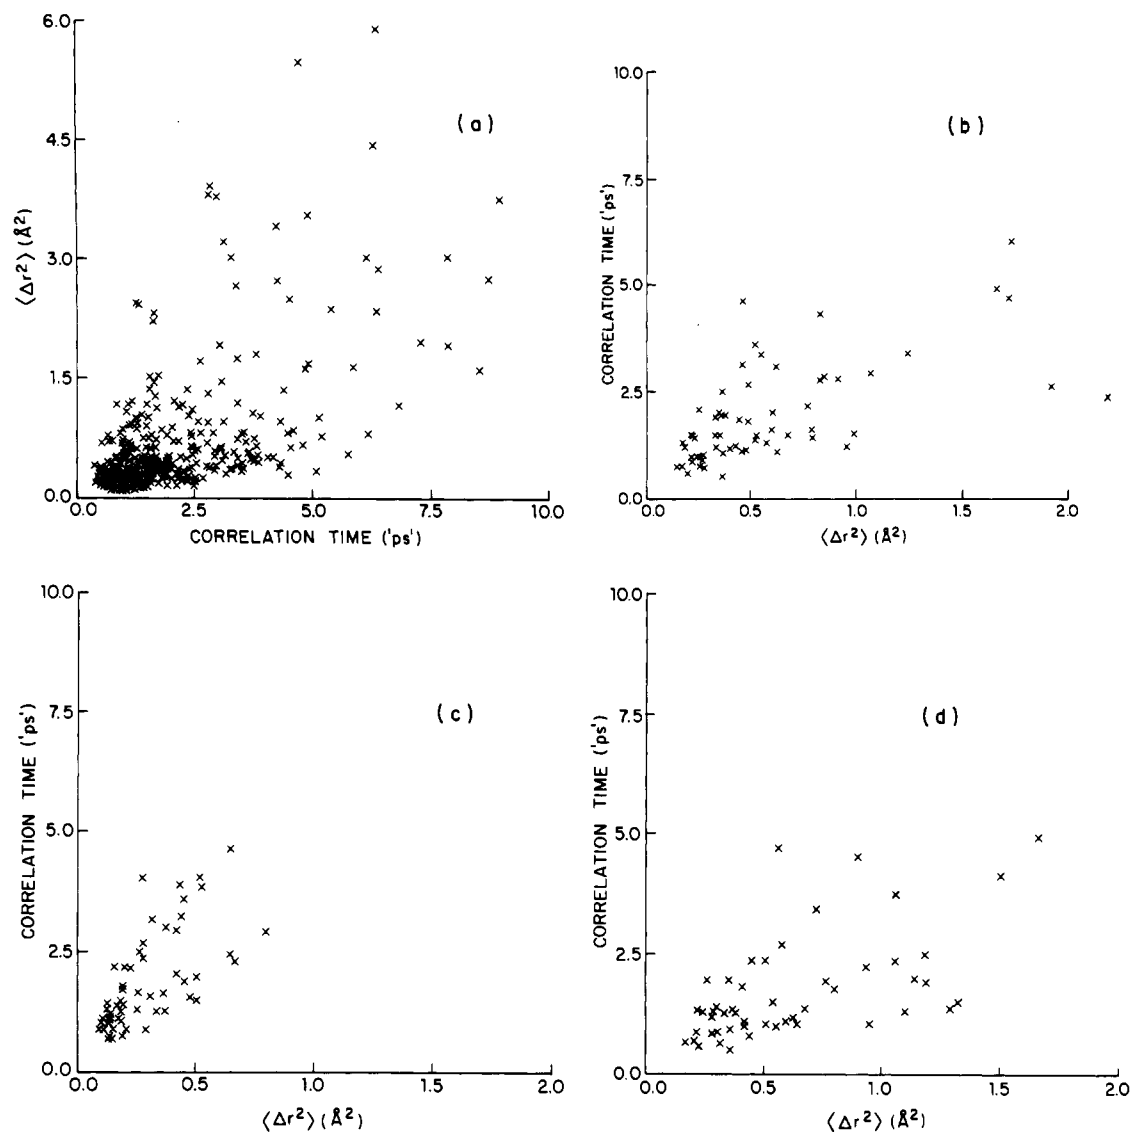 6.0
4.5
3.0
1.5
0.0
⟨Δr²⟩ (Å²)
(a)
0.0 2.5 5.0 7.5 10.0
CORRELATION TIME ('ps')
10.0
7.5
5.0
2.5
0.0
CORRELATION TIME ('ps')
(b)
0.0 0.5 1.0 1.5 2.0
⟨Δr²⟩ (Å²)
10.0
7.5
5.0
2.5
0.0
CORRELATION TIME ('ps')
(c)
0.0 0.5 1.0 1.5 2.0
⟨Δr²⟩ (Å²)
10.0
7.5
5.0
2.5
0.0
CORRELATION TIME ('ps')
(d)
0.0 0.5 1.0 1.5 2.0
⟨Δr²⟩ (Å²)